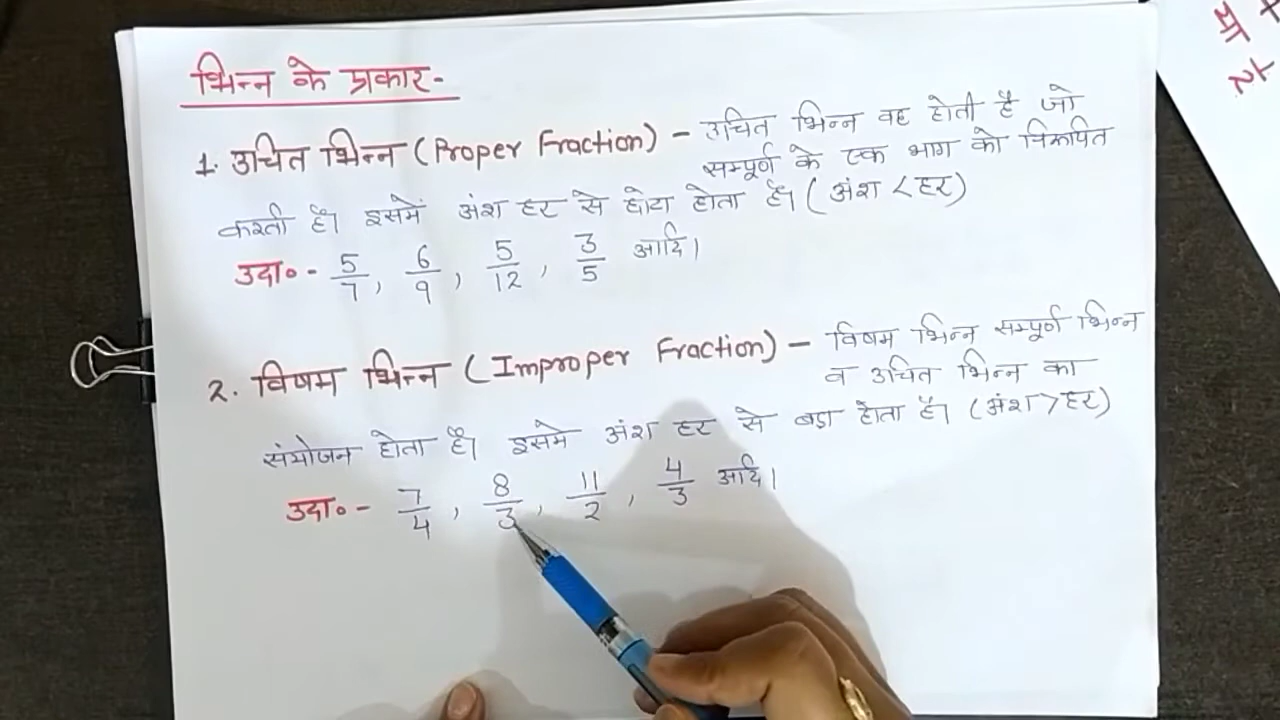 भिन्न के प्रकार-
1. उचित भिन्न (Proper Fraction) - उचित भिन्न वह होती है जो
सम्पूर्ण के एक भाग को निरूपित
करती है। इसमें अंश हर से छोटा होता है। (अंश < हर)
उदा०- 5/7, 6/9, 5/12, 3/5 आदि।
2. विषम भिन्न (Improper Fraction) - विषम भिन्न सम्पूर्ण भिन्न
व उचित भिन्न का
संयोजन होता है। इसमे अंश हर से बड़ा होता है। (अंश > हर)
उदा०- 7/4, 8/3, 11/2, 4/3 आदि।